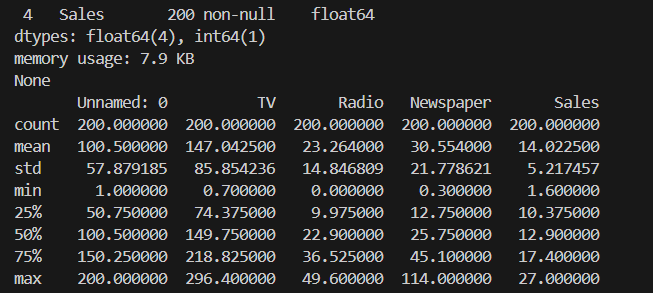 4   Sales       200 non-null    float64
dtypes: float64(4), int64(1)
memory usage: 7.9 KB
None
       Unnamed: 0          TV       Radio   Newspaper       Sales
count  200.000000  200.000000  200.000000  200.000000  200.000000
mean   100.500000  147.042500   23.264000   30.554000   14.022500
std     57.879185   85.854236   14.846809   21.778621    5.217457
min      1.000000    0.700000    0.000000    0.300000    1.600000
25%     50.750000   74.375000    9.975000   12.750000   10.375000
50%    100.500000  149.750000   22.900000   25.750000   12.900000
75%    150.250000  218.825000   36.525000   45.100000   17.400000
max    200.000000  296.400000   49.600000  114.000000   27.000000